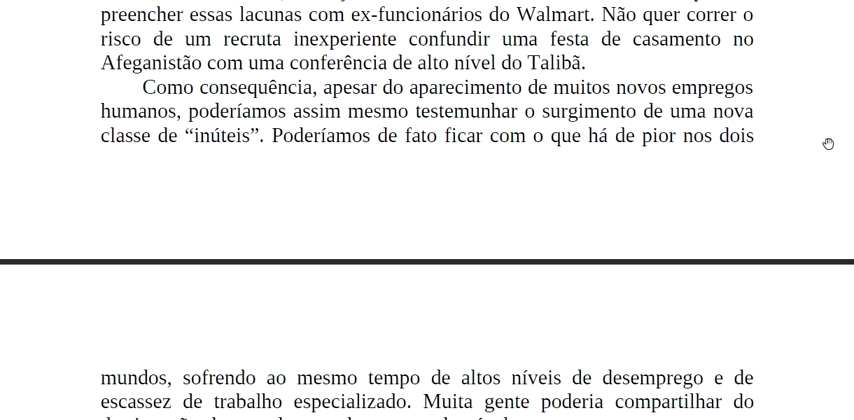 preencher essas lacunas com ex-funcionários do Walmart. Não quer correr o
risco de um recruta inexperiente confundir uma festa de casamento no
Afeganistão com uma conferência de alto nível do Talibã.
Como consequência, apesar do aparecimento de muitos novos empregos
humanos, poderíamos assim mesmo testemunhar o surgimento de uma nova
classe de “inúteis”. Poderíamos de fato ficar com o que há de pior nos dois
mundos, sofrendo ao mesmo tempo de altos níveis de desemprego e de
escassez de trabalho especializado. Muita gente poderia compartilhar do